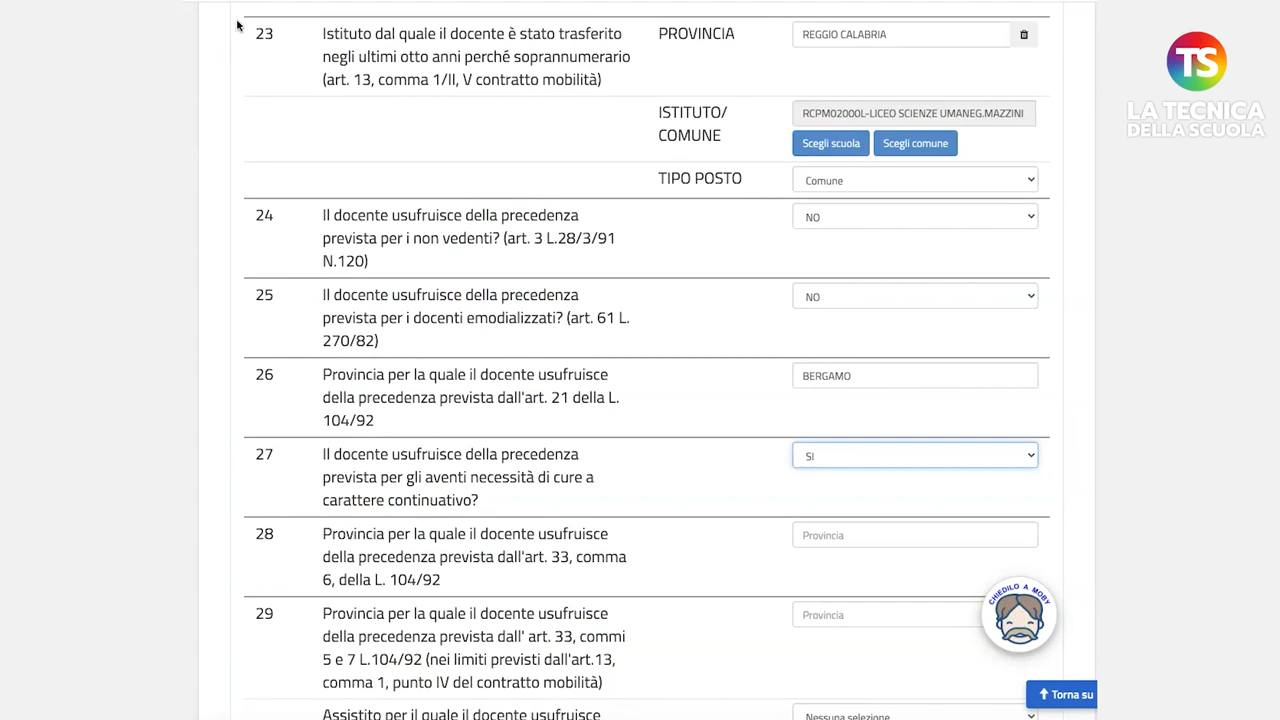 TS
LA TECNICA
DELLA SCUOLA
23
Istituto dal quale il docente è stato trasferito
negli ultimi otto anni perché soprannumerario
(art. 13, comma 1/II, V contratto mobilità)
PROVINCIA
REGGIO CALABRIA
ISTITUTO/
COMUNE
RCPM02000L-LICEO SCIENZE UMANEG.MAZZINI
Scegli scuola
Scegli comune
TIPO POSTO
Comune
24
Il docente usufruisce della precedenza
prevista per i non vedenti? (art. 3 L.28/3/91
N.120)
NO
25
Il docente usufruisce della precedenza
prevista per i docenti emodializzati? (art. 61 L.
270/82)
NO
26
Provincia per la quale il docente usufruisce
della precedenza prevista dall'art. 21 della L.
104/92
BERGAMO
27
Il docente usufruisce della precedenza
prevista per gli aventi necessità di cure a
carattere continuativo?
SI
28
Provincia per la quale il docente usufruisce
della precedenza prevista dall'art. 33, comma
6, della L. 104/92
Provincia
29
Provincia per la quale il docente usufruisce
della precedenza prevista dall' art. 33, commi
5 e 7 L.104/92 (nei limiti previsti dall'art.13,
comma 1, punto IV del contratto mobilità)
Provincia
CHIEDILO A MOBY
Torna su
Assistito per il quale il docente usufruisce
Nessuna selezione